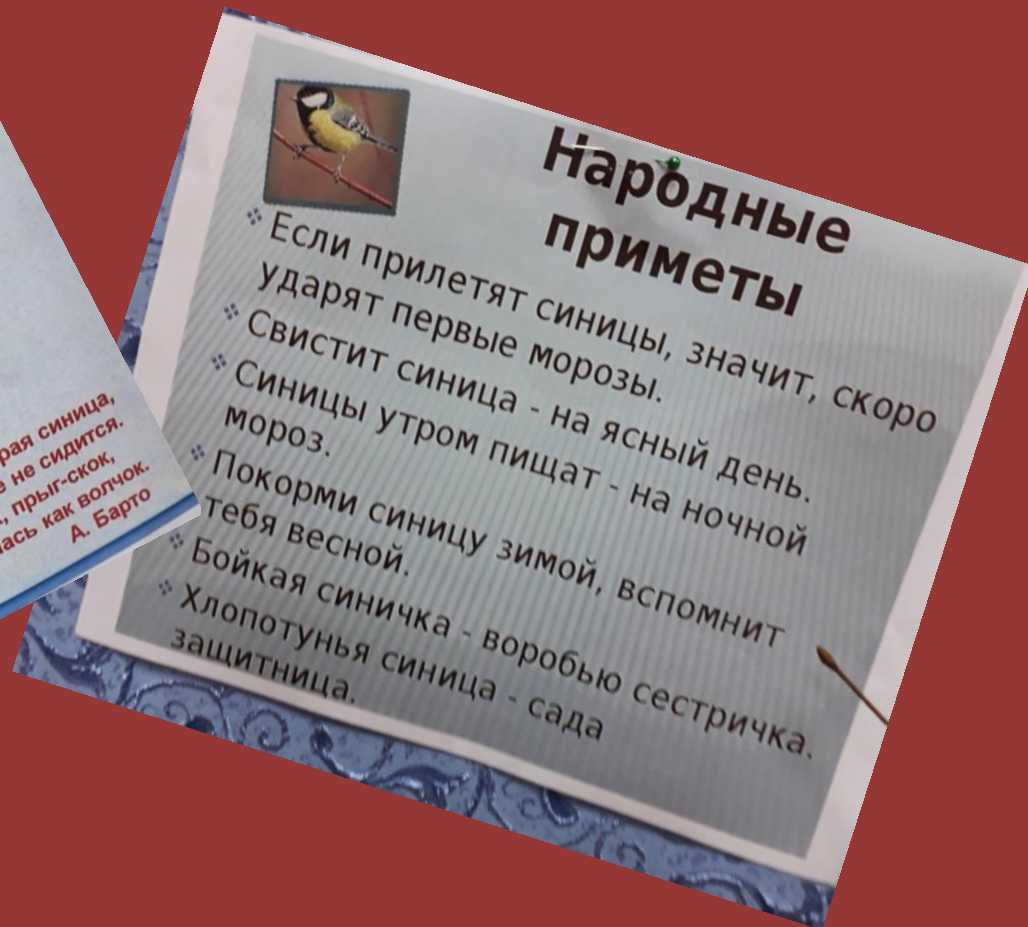 Народные
приметы
Если прилетят синицы, значит, скоро
ударят первые морозы.
Свистит синица - на ясный день.
Синицы утром пищат - на ночной
мороз.
Покорми синицу зимой, вспомнит
тебя весной.
Бойкая синичка - воробью сестричка.
Хлопотунья синица - сада
защитница.
синица,
не сидится.
прыг-скок,
как волчок.
А. Барто